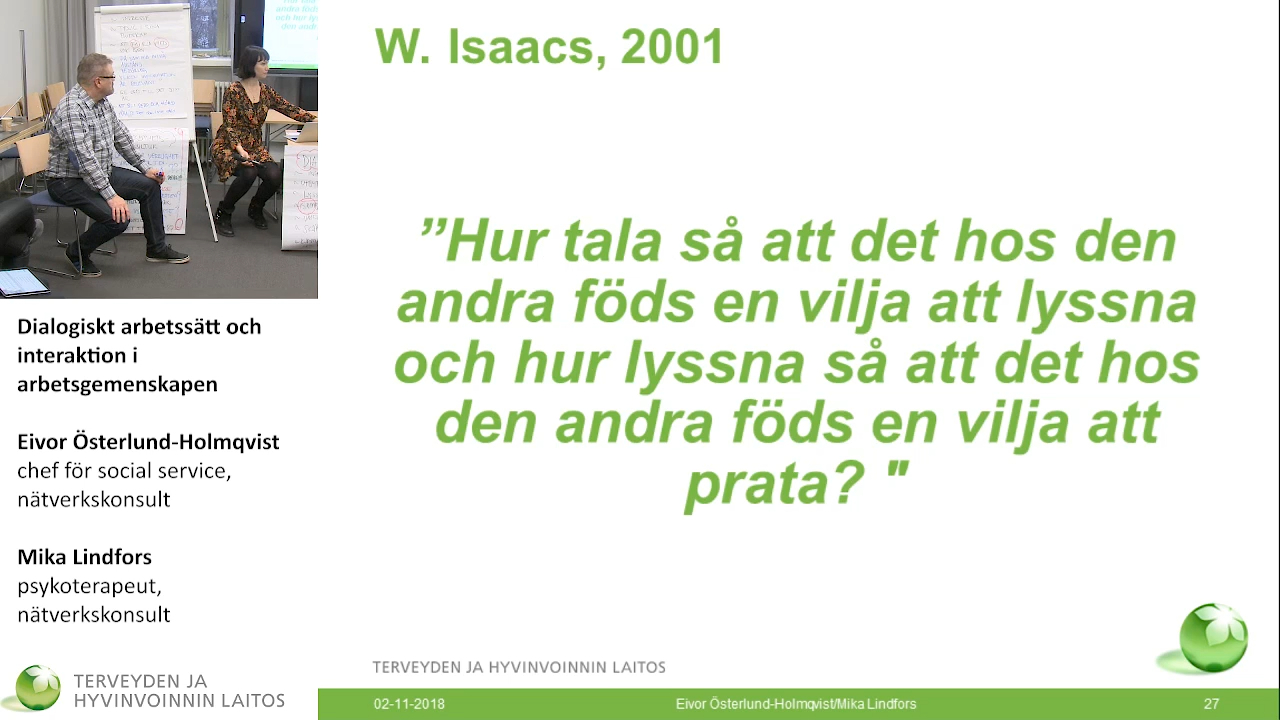 W. Isaacs, 2001
”Hur tala så att det hos den
andra föds en vilja att lyssna
och hur lyssna så att det hos
den andra föds en vilja att
prata? "
Dialogiskt arbetssätt och
interaktion i
arbetsgemenskapen
Eivor Österlund-Holmqvist
chef för social service,
nätverkskonsult
Mika Lindfors
psykoterapeut,
nätverkskonsult
TERVEYDEN JA
HYVINVOINNIN LAITOS
TERVEYDEN JA HYVINVOINNIN LAITOS
02-11-2018
Eivor Österlund-Holmqvist/Mika Lindfors
27